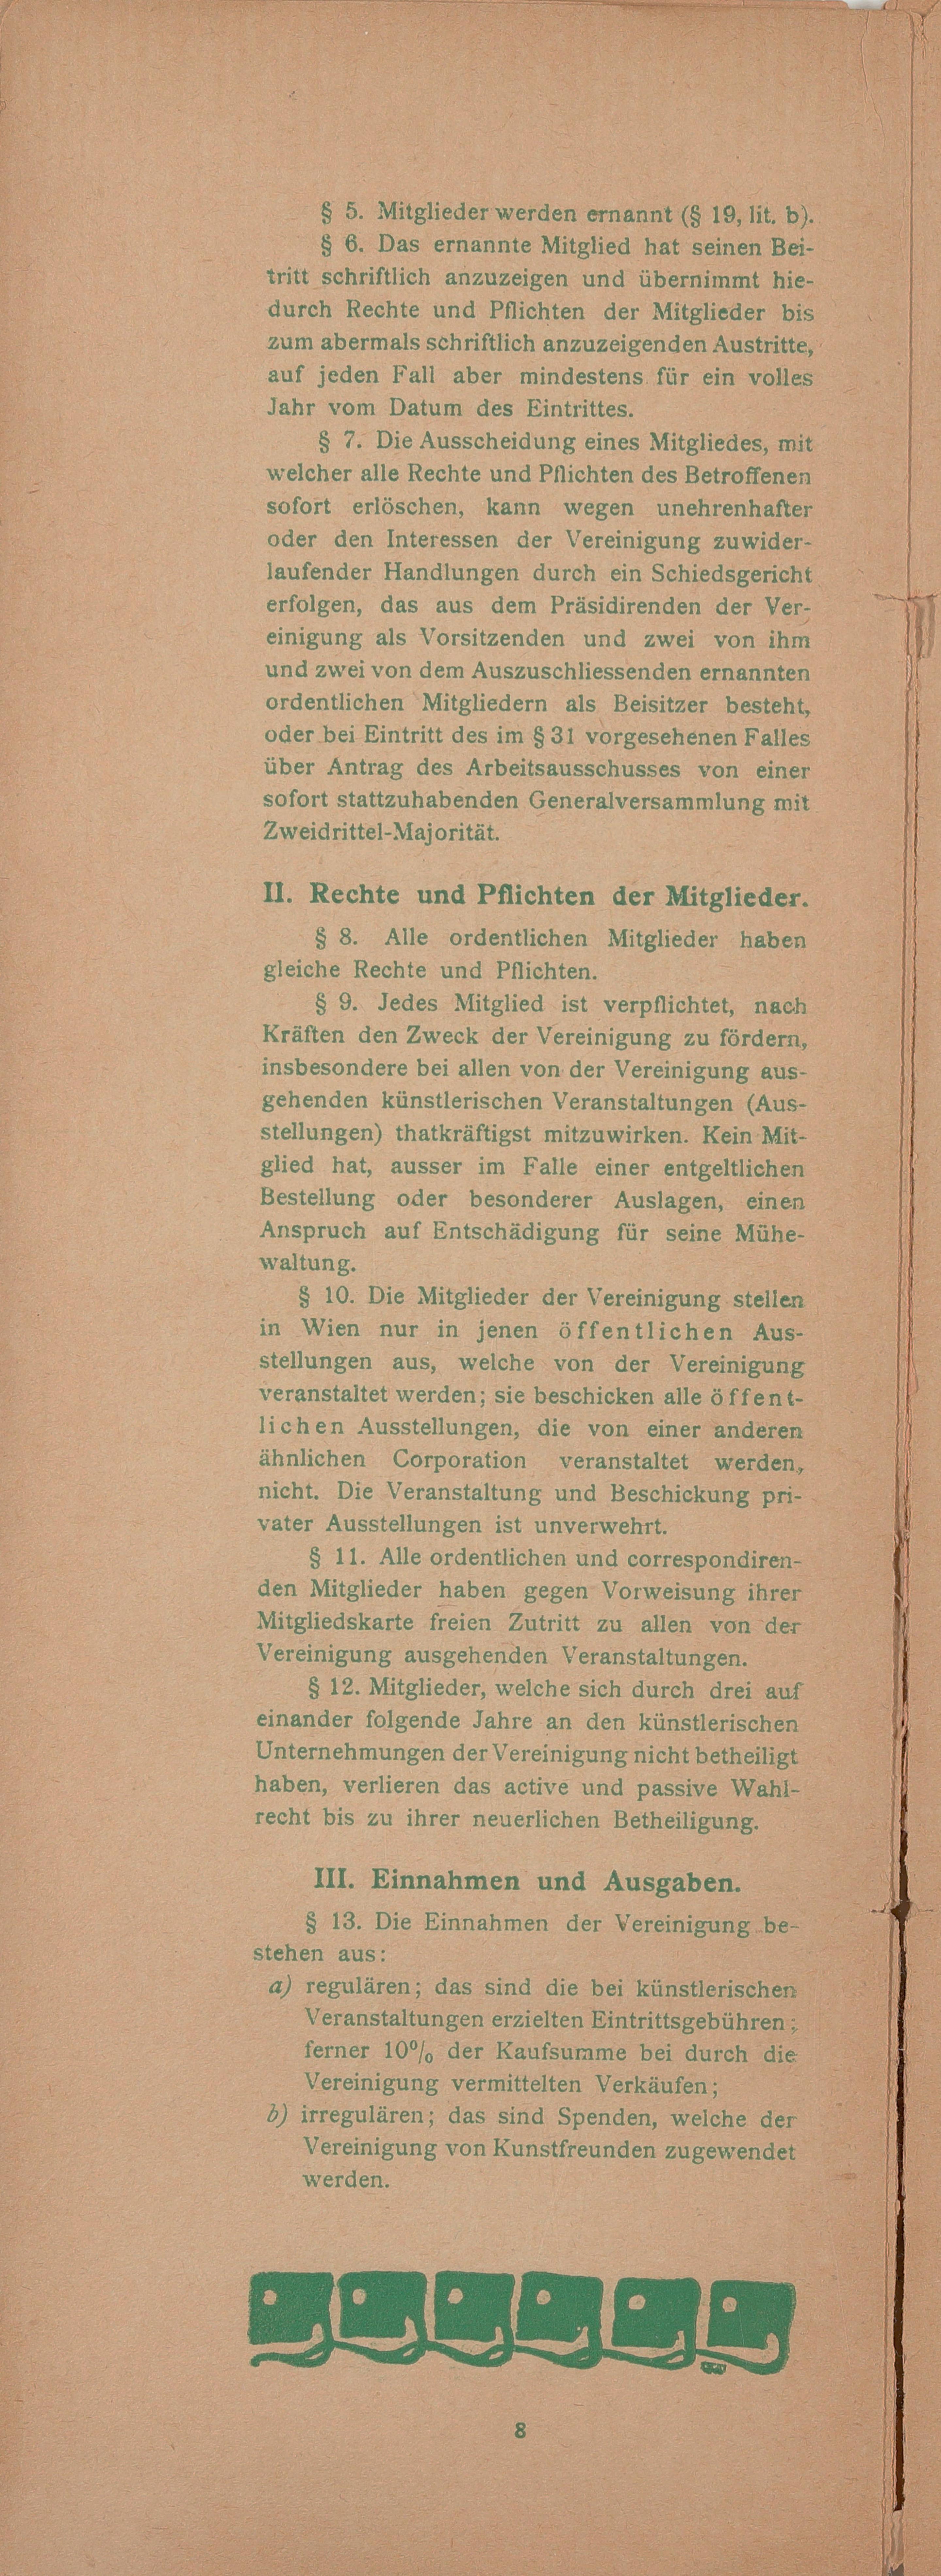 § 5. Mitglieder werden ernannt (§ 19, lit. b).
§ 6. Das ernannte Mitglied hat seinen Bei-
tritt schriftlich anzuzeigen und übernimmt hie-
durch Rechte und Pflichten der Mitglieder bis
zum abermals schriftlich anzuzeigenden Austritte,
auf jeden Fall aber mindestens für ein volles
Jahr vom Datum des Eintrittes.
§ 7. Die Ausscheidung eines Mitgliedes, mit
welcher alle Rechte und Pflichten des Betroffenen
sofort erlöschen, kann wegen unehrenhafter
oder den Interessen der Vereinigung zuwider-
laufender Handlungen durch ein Schiedsgericht
erfolgen, das aus dem Präsidirenden der Ver-
einigung als Vorsitzenden und zwei von ihm
und zwei von dem Auszuschliessenden ernannten
ordentlichen Mitgliedern als Beisitzer besteht,
oder bei Eintritt des im § 31 vorgesehenen Falles
über Antrag des Arbeitsausschusses von einer
sofort stattzuhabenden Generalversammlung mit
Zweidrittel-Majorität.
II. Rechte und Pflichten der Mitglieder.
§ 8. Alle ordentlichen Mitglieder haben
gleiche Rechte und Pflichten.
§ 9. Jedes Mitglied ist verpflichtet, nach
Kräften den Zweck der Vereinigung zu fördern,
insbesondere bei allen von der Vereinigung aus-
gehenden künstlerischen Veranstaltungen (Aus-
stellungen) thatkräftigst mitzuwirken. Kein Mit-
glied hat, ausser im Falle einer entgeltlichen
Bestellung oder besonderer Auslagen, einen
Anspruch auf Entschädigung für seine Mühe-
waltung.
§ 10. Die Mitglieder der Vereinigung stellen
in Wien nur in jenen öffentlichen Aus-
stellungen aus, welche von der Vereinigung
veranstaltet werden; sie beschicken alle öffent-
lichen Ausstellungen, die von einer anderen
ähnlichen Corporation veranstaltet werden,
nicht. Die Veranstaltung und Beschickung pri-
vater Ausstellungen ist unverwehrt.
§ 11. Alle ordentlichen und correspondiren-
den Mitglieder haben gegen Vorweisung ihrer
Mitgliedskarte freien Zutritt zu allen von der
Vereinigung ausgehenden Veranstaltungen.
§ 12. Mitglieder, welche sich durch drei auf
einander folgende Jahre an den künstlerischen
Unternehmungen der Vereinigung nicht betheiligt
haben, verlieren das active und passive Wahl-
recht bis zu ihrer neuerlichen Betheiligung.
III. Einnahmen und Ausgaben.
§ 13. Die Einnahmen der Vereinigung be-
stehen aus:
a) regulären; das sind die bei künstlerischen
Veranstaltungen erzielten Eintrittsgebühren;
ferner 10% der Kaufsumme bei durch die
Vereinigung vermittelten Verkäufen;
b) irregulären; das sind Spenden, welche der
Vereinigung von Kunstfreunden zugewendet
werden.
8